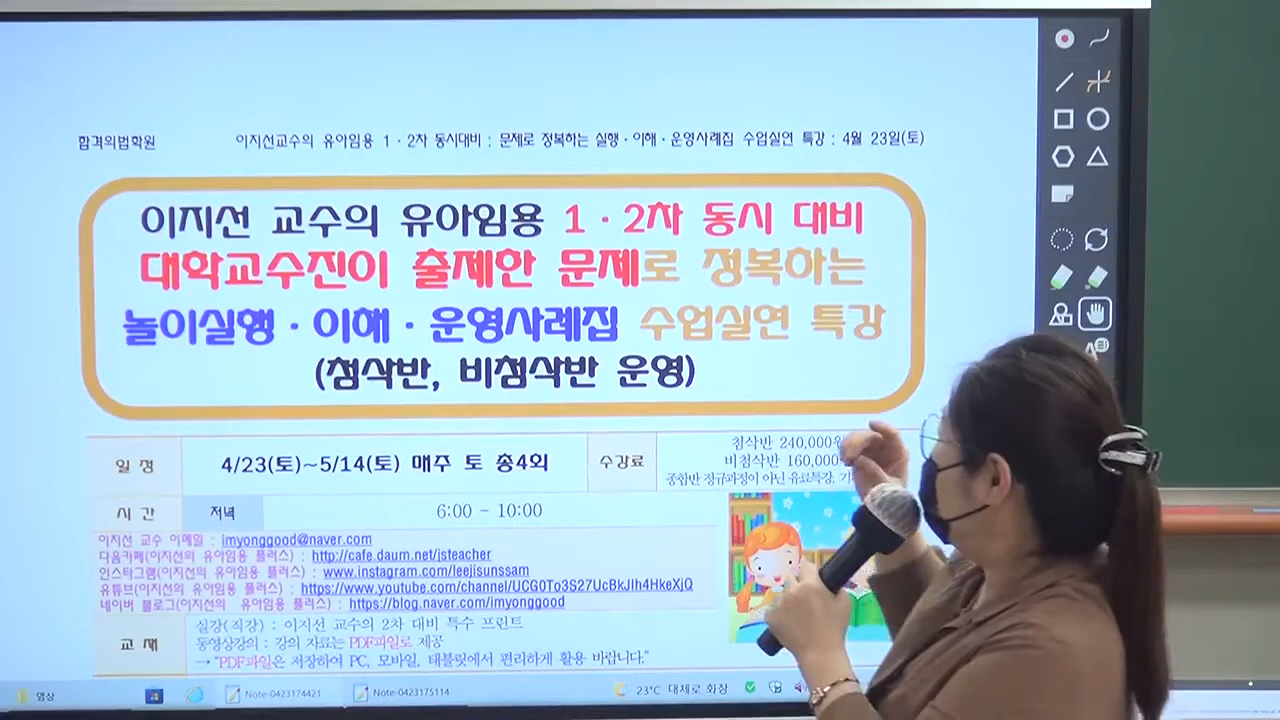 합격의법학원 이지선교수의 유아임용 1·2차 동시대비 : 문제로 정복하는 실행·이해·운영사례집 수업실연 특강 : 4월 23일(토)
이지선 교수의 유아임용 1·2차 동시 대비
대학교수진이 출제한 문제로 정복하는
놀이실행·이해·운영사례집 수업실연 특강
(첨삭반, 비첨삭반 운영)
일 정 4/23(토)~5/14(토) 매주 토 총4회 수강료
첨삭반 240,000원
비첨삭반 160,000
종합반 정규과정이 아닌 유료특강,
시 간 저녁 6:00 - 10:00
이지선 교수 이메일 : imyonggood@naver.com
다음카페(이지선의 유아임용 플러스) : http://cafe.daum.net/jsteacher
인스타그램(이지선의 유아임용 플러스) : www.instagram.com/leejisunssam
유튜브(이지선의 유아임용 플러스) : https://www.youtube.com/channel/UCG0To3S27UcBkJIh4HkeXjQ
네이버 블로그(이지선의 유아임용 플러스) : https://blog.naver.com/imyonggood
교 재 실강(직강) : 이지선 교수의 2차 대비 특수 프린트
동영상강의 : 강의 자료는 PDF파일로 제공
→ "PDF파일은 저장하여 PC, 모바일, 태블릿에서 편리하게 활용 바랍니다."
영상 Note-0423174421 Note-0423175114 23℃ 대체로 화창